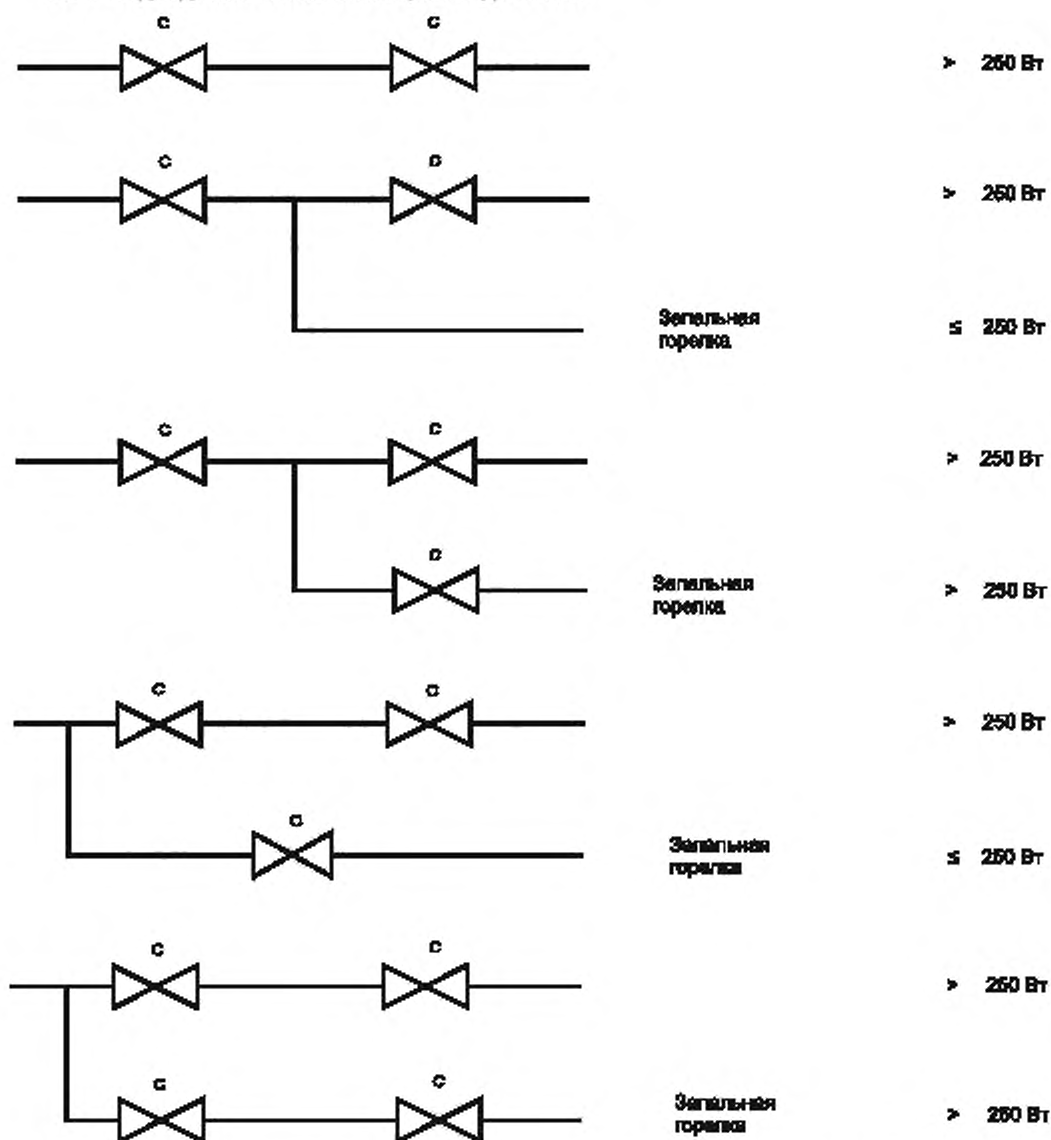 С С > 250 Вт
С С > 250 Вт
Запальная
горелка ≤ 250 Вт
С С > 250 Вт
С
Запальная
горелка > 250 Вт
С С > 250 Вт
С
Запальная
горелка ≤ 250 Вт
С С > 250 Вт
С С
Запальная
горелка > 250 Вт